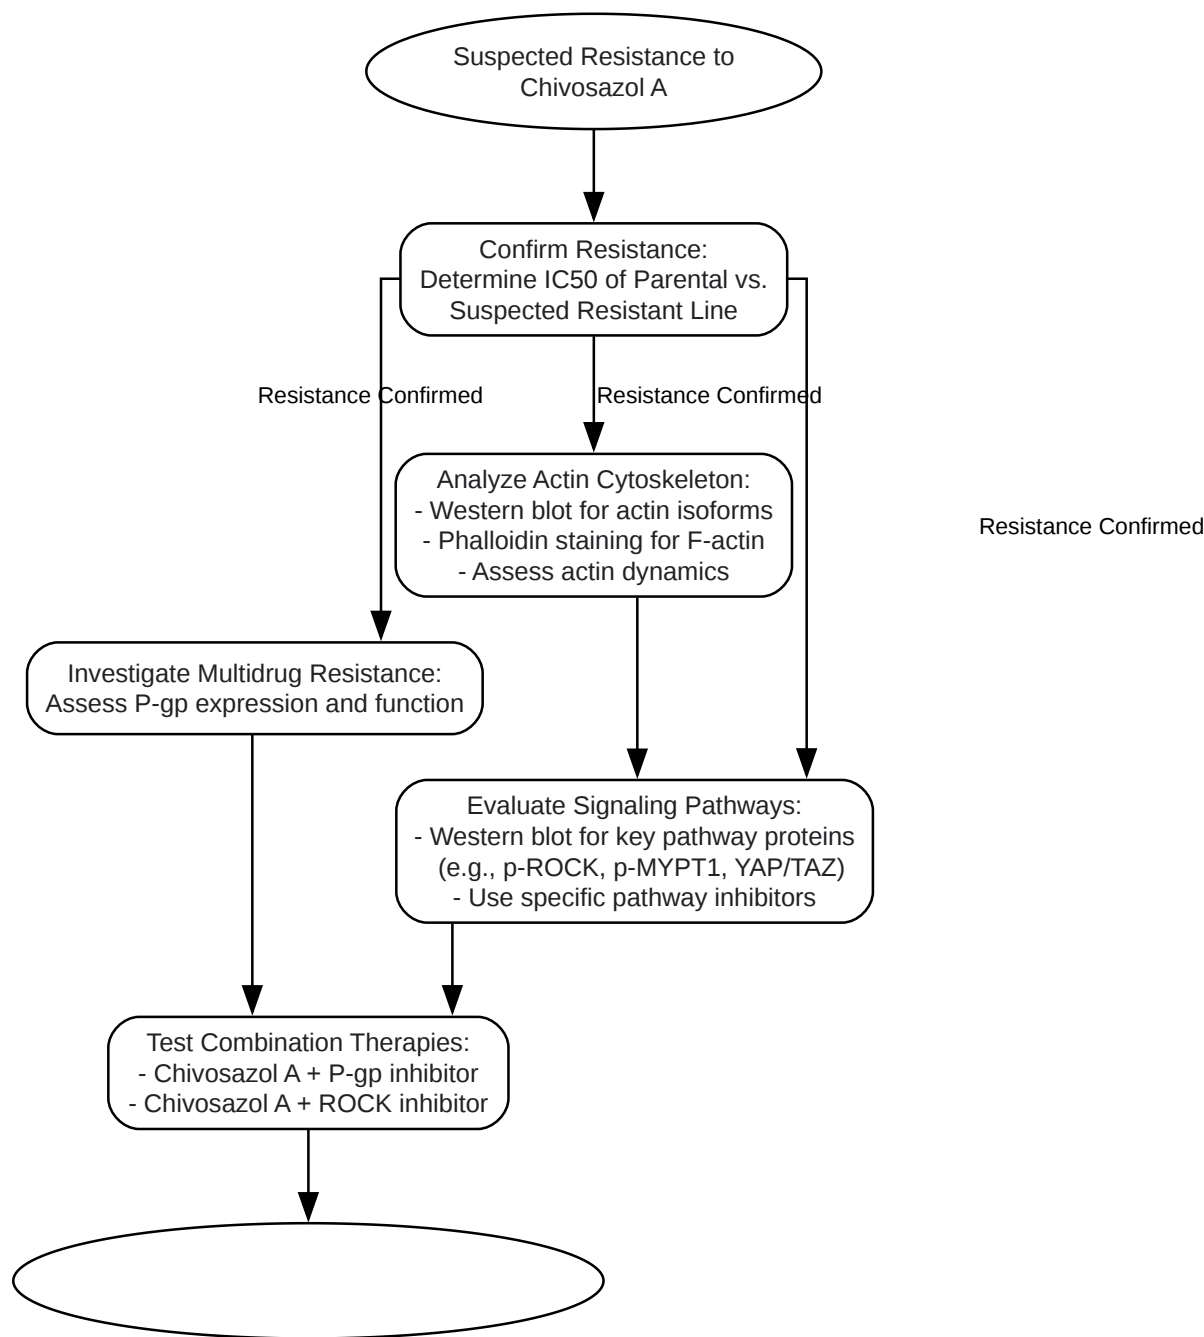 Suspected Resistance to
Chivosazol A
Confirm Resistance:
Determine IC50 of Parental vs.
Suspected Resistant Line
Resistance Confirmed
Resistance Confirmed
Analyze Actin Cytoskeleton:
- Western blot for actin isoforms
- Phalloidin staining for F-actin
- Assess actin dynamics
Resistance Confirmed
Investigate Multidrug Resistance:
Assess P-gp expression and function
Evaluate Signaling Pathways:
- Western blot for key pathway proteins
(e.g., p-ROCK, p-MYPT1, YAP/TAZ)
- Use specific pathway inhibitors
Test Combination Therapies:
- Chivosazol A + P-gp inhibitor
- Chivosazol A + ROCK inhibitor